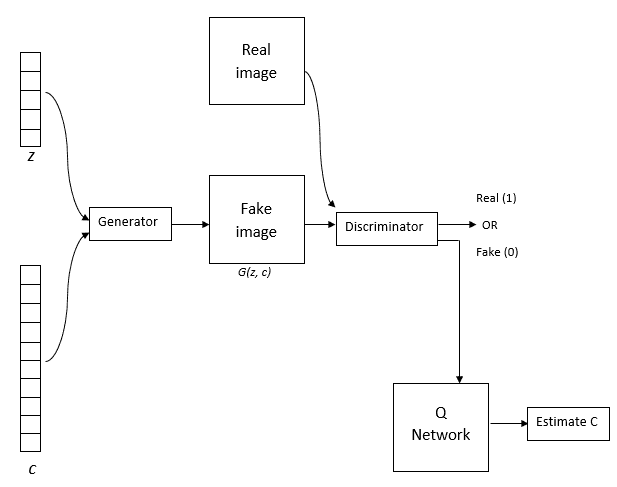 Real
image
z
Generator
Fake
image
G(z, c)
Discriminator
Real (1)
OR
Fake (0)
c
Q
Network
Estimate C